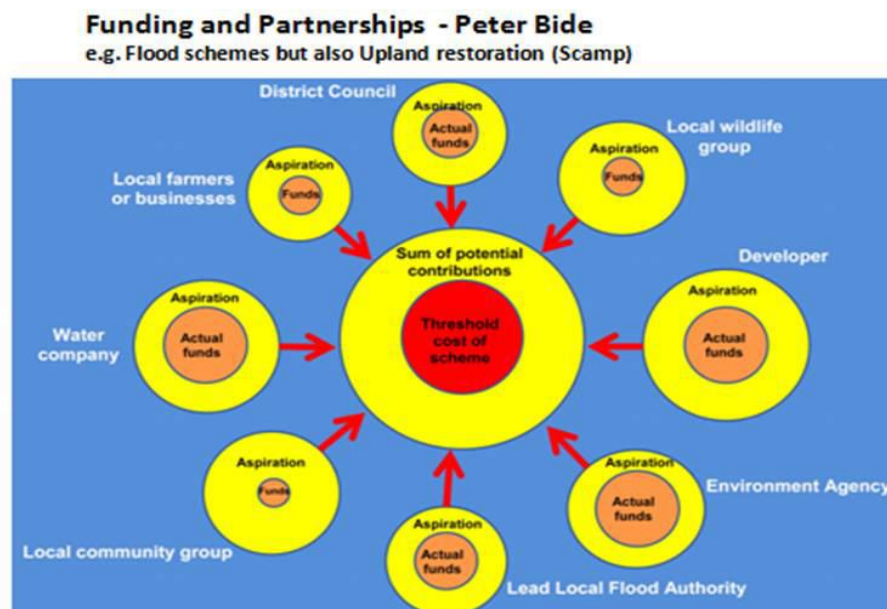 Funding and Partnerships - Peter Bide
e.g. Flood schemes but also Upland restoration (Scamp)
District Council
Aspiration
Actual
funds
Local wildlife
group
Aspiration
Funds
Local farmers
or businesses
Aspiration
Funds
Sum of potential
contributions
Threshold
cost of
scheme
Developer
Aspiration
Actual
funds
Water
company
Aspiration
Actual
funds
Aspiration
Funds
Local community group
Aspiration
Actual
funds
Lead Local Flood Authority
Aspiration
Actual
funds
Environment Agency